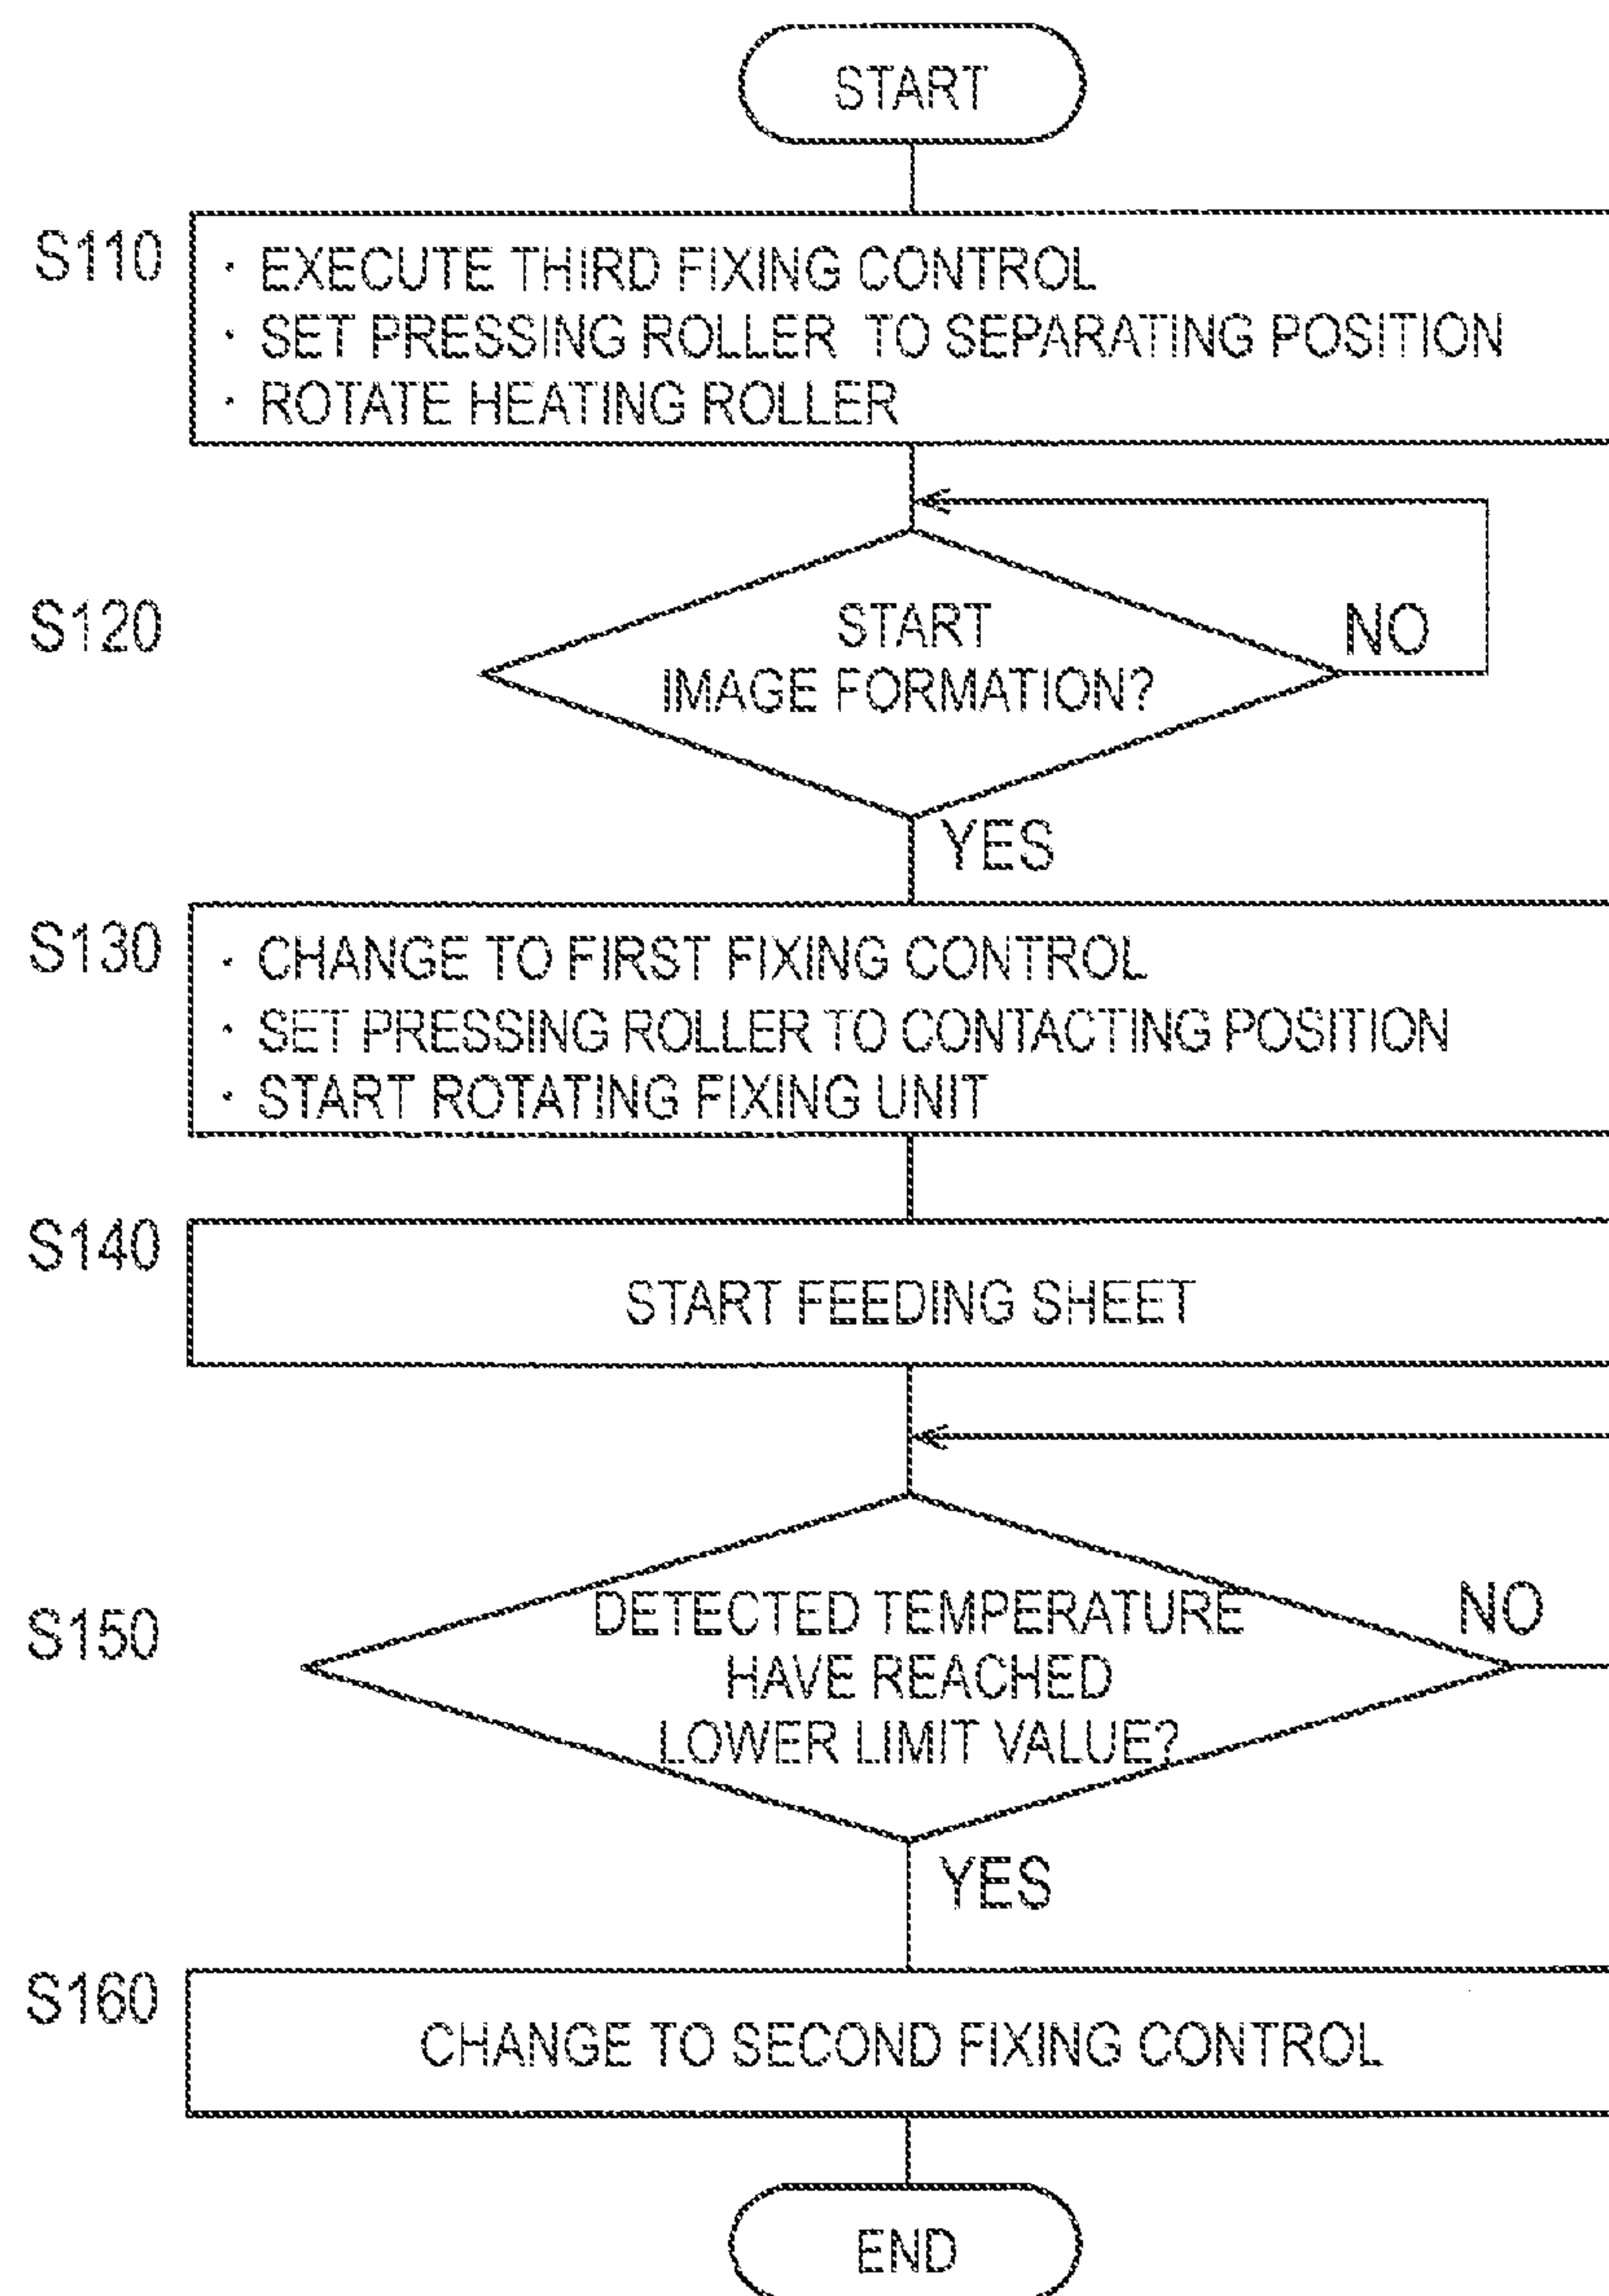 START
S110
· EXECUTE THIRD FIXING CONTROL
· SET PRESSING ROLLER TO SEPARATING POSITION
· ROTATE HEATING ROLLER
S120
START
IMAGE FORMATION?
NO
YES
S130
· CHANGE TO FIRST FIXING CONTROL
· SET PRESSING ROLLER TO CONTACTING POSITION
· START ROTATING FIXING UNIT
S140
START FEEDING SHEET
S150
DETECTED TEMPERATURE
HAVE REACHED
LOWER LIMIT VALUE?
NO
YES
S160
CHANGE TO SECOND FIXING CONTROL
END